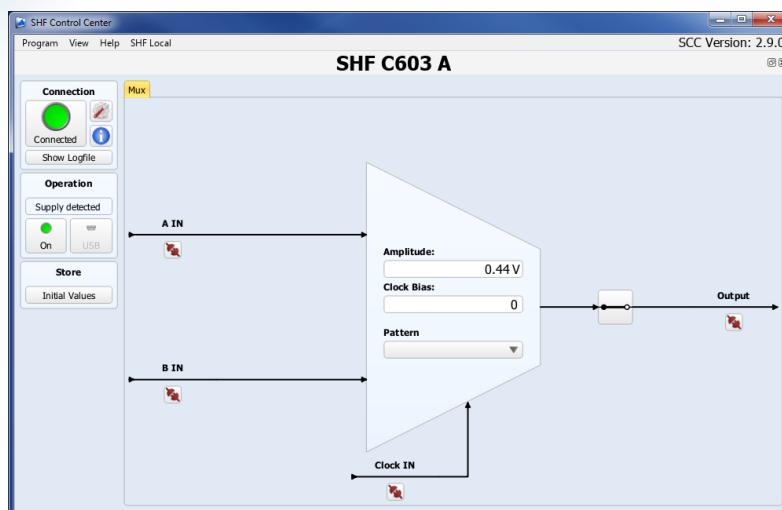 SHF Control Center
Program View Help SHF Local
SCC Version: 2.9.0
SHF C603 A
Connection
Connected
Show Logfile
Operation
Supply detected
On
USB
Store
Initial Values
Mux
A IN
Amplitude:
0.44 V
Clock Bias:
0
Pattern
Output
B IN
Clock IN